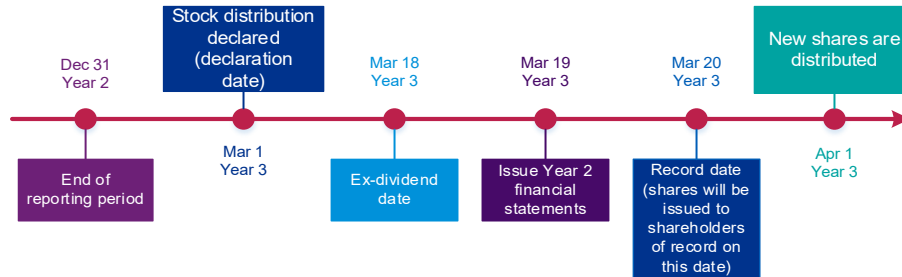 Dec 31
Year 2
End of
reporting period
Stock distribution
declared
(declaration
date)
Mar 1
Year 3
Mar 18
Year 3
Ex-dividend
date
Mar 19
Year 3
Issue Year 2
financial
statements
Mar 20
Year 3
Record date
(shares will be
issued to
shareholders
of record on
this date)
New shares are
distributed
Apr 1
Year 3